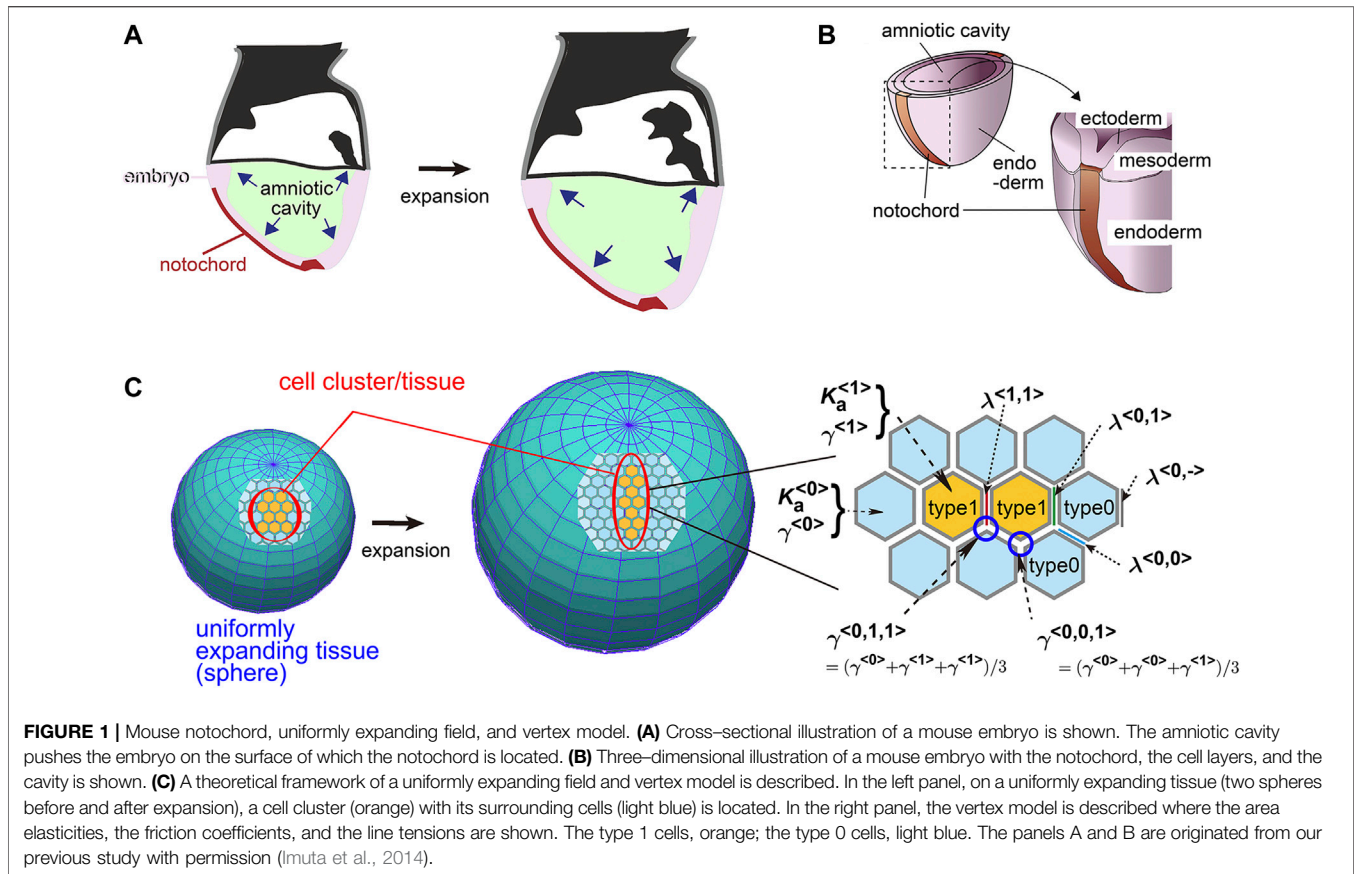 A
embryo
amniotic
cavity
notochord
expansion
B
amniotic cavity
ectoderm
mesoderm
endo
-derm
notochord
endoderm
C
cell cluster/tissue
expansion
uniformly
expanding tissue
(sphere)
K_a^<1>
γ^<1>
}
λ^<1,1>
λ^<0,1>
λ^<0,->
K_a^<0>
γ^<0>
}
type1
type1
type0
type0
λ^<0,0>
γ^<0,1,1>
= (γ^<0>+γ^<1>+γ^<1>)/3
γ^<0,0,1>
= (γ^<0>+γ^<0>+γ^<1>)/3
FIGURE 1 | Mouse notochord, uniformly expanding field, and vertex model. (A) Cross–sectional illustration of a mouse embryo is shown. The amniotic cavity
pushes the embryo on the surface of which the notochord is located. (B) Three–dimensional illustration of a mouse embryo with the notochord, the cell layers, and the
cavity is shown. (C) A theoretical framework of a uniformly expanding field and vertex model is described. In the left panel, on a uniformly expanding tissue (two spheres
before and after expansion), a cell cluster (orange) with its surrounding cells (light blue) is located. In the right panel, the vertex model is described where the area
elasticities, the friction coefficients, and the line tensions are shown. The type 1 cells, orange; the type 0 cells, light blue. The panels A and B are originated from our
previous study with permission (Imuta et al., 2014).